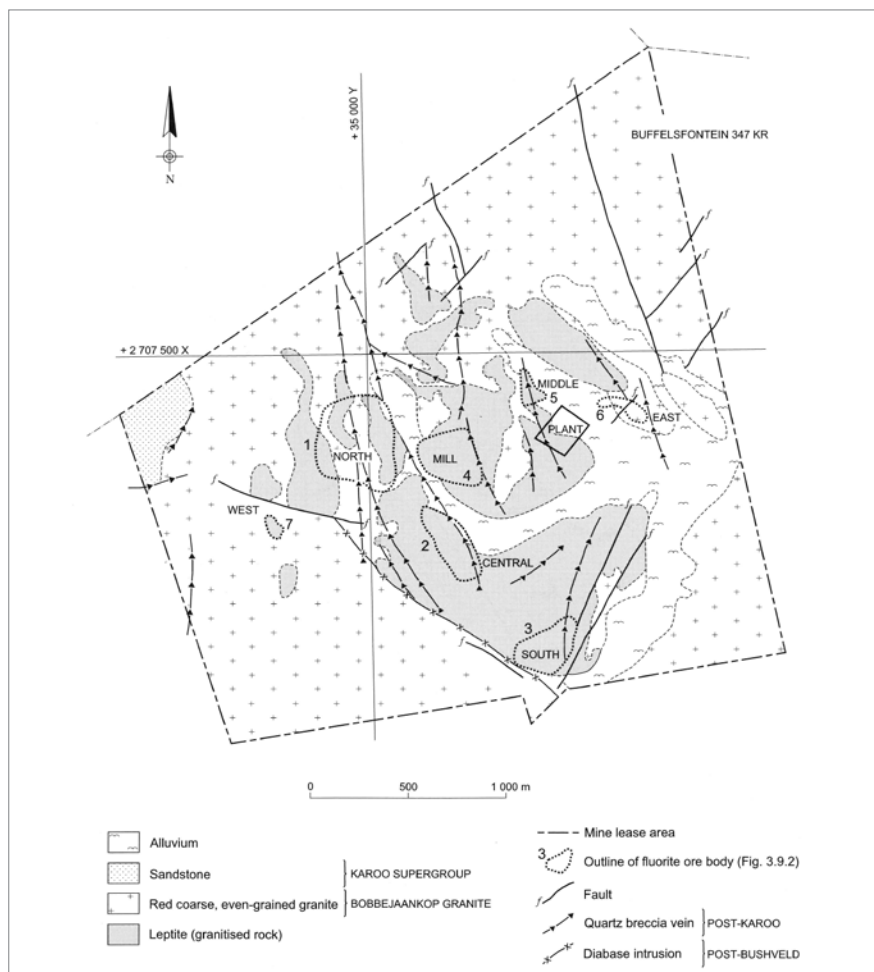 N
+ 35 000 Y
BUFFELSFONTEIN 347 KR
+ 2 707 500 X
f
f
f
f
f
f
f
f
MIDDLE
5
6
EAST
PLANT
1
NORTH
MILL
4
f
WEST
7
f
2
CENTRAL
3
SOUTH
f
f
0 500 1 000 m
Alluvium
Sandstone
KAROO SUPERGROUP
Red coarse, even-grained granite
BOBBEJAANKOP GRANITE
Leptite (granitised rock)
Mine lease area
3
Outline of fluorite ore body (Fig. 3.9.2)
f
Fault
Quartz breccia vein
POST-KAROO
Diabase intrusion
POST-BUSHVELD